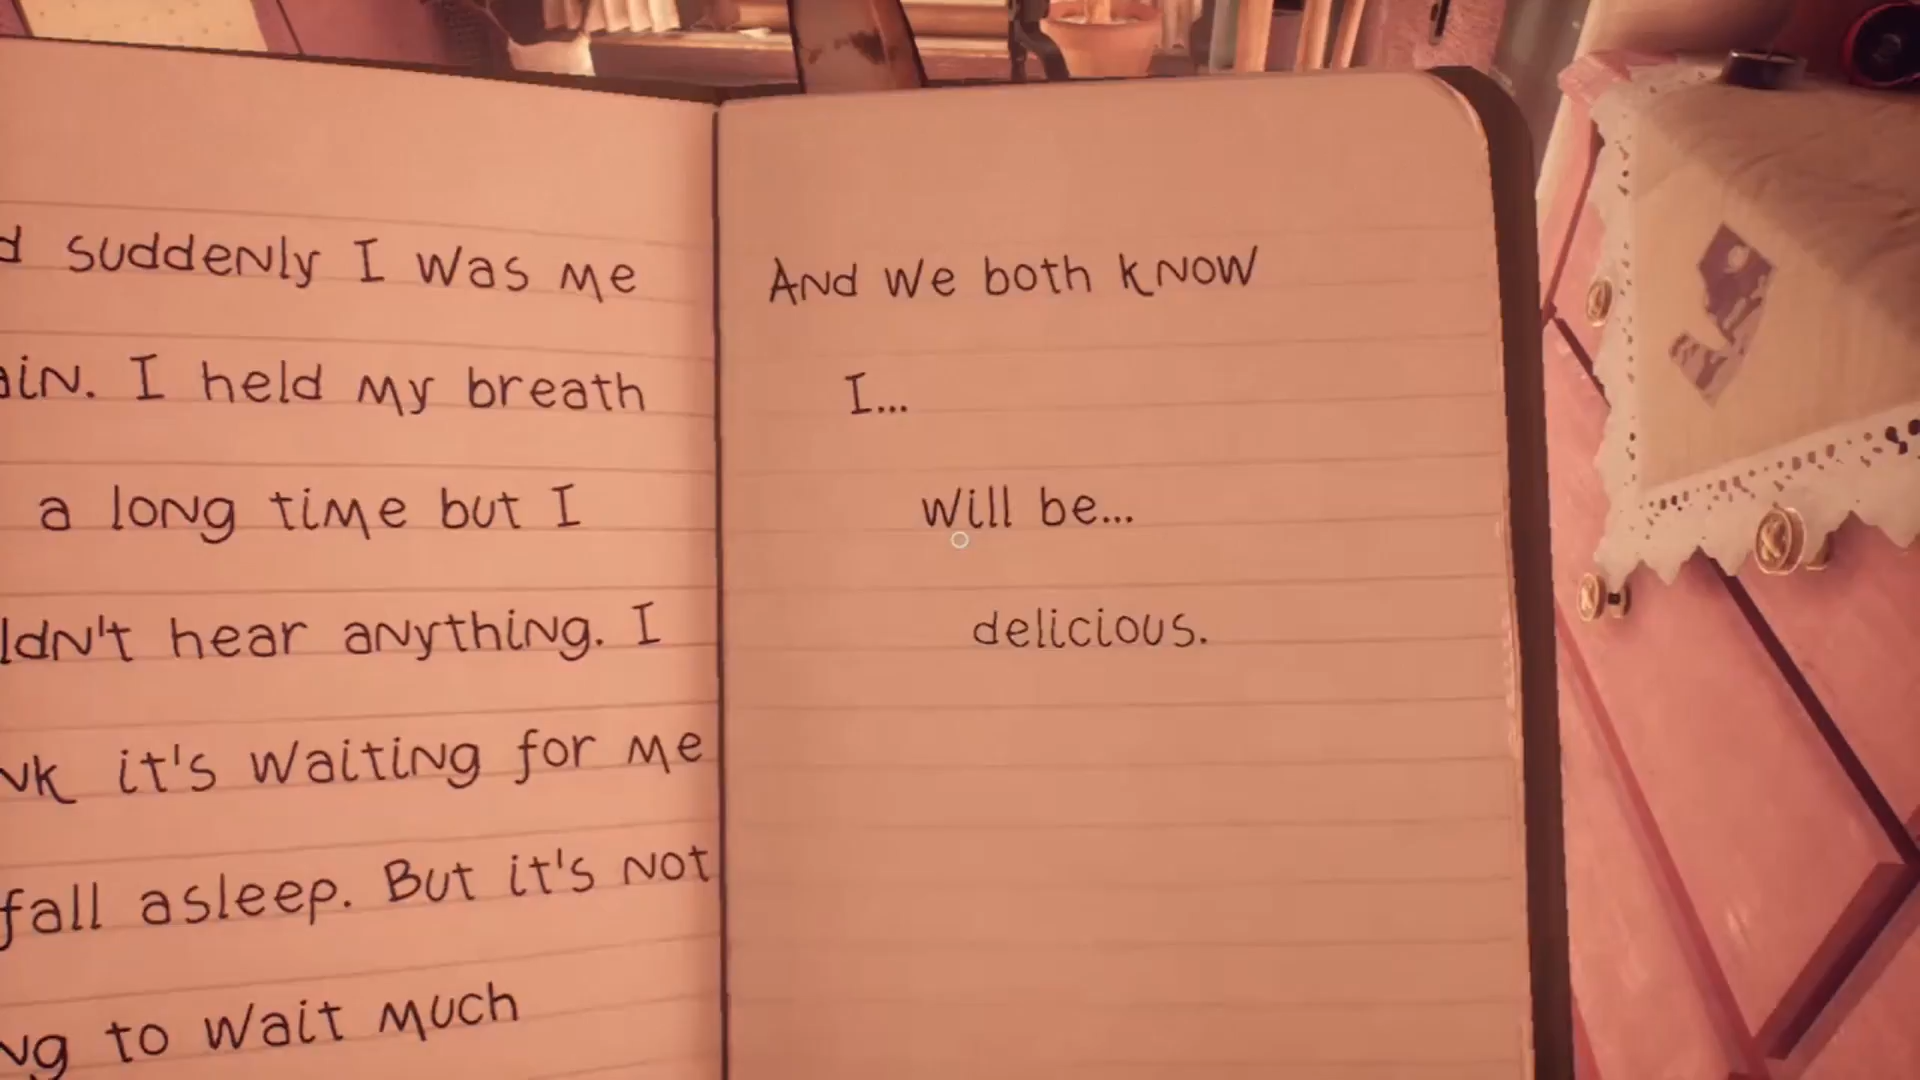 suddenly I was me
I held my breath
a long time but I
hear anything. I
it's waiting for me
fall asleep. But it's not
to wait much
And we both know
I...
will be...
delicious.